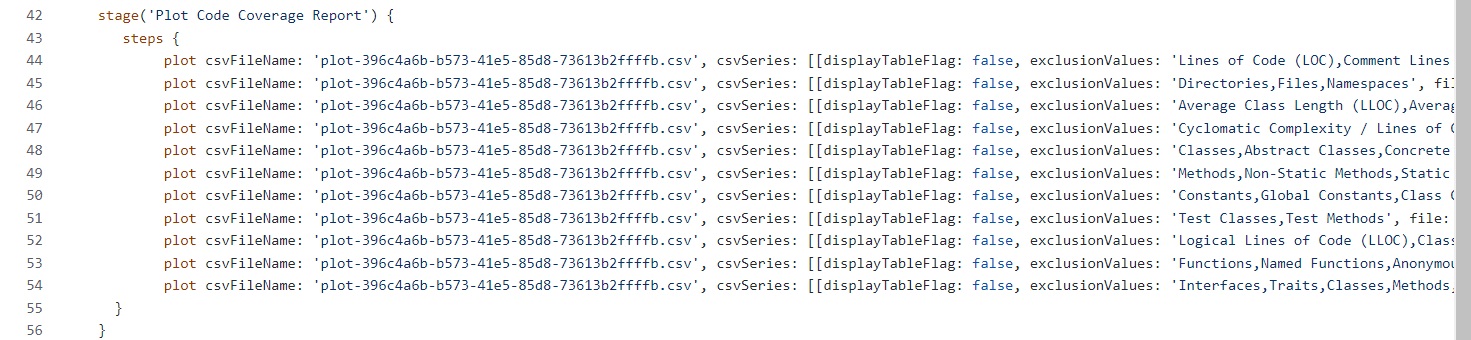 42 stage('Plot Code Coverage Report') {
43 steps {
44 plot csvFileName: 'plot-396c4a6b-b573-41e5-85d8-73613b2ffffb.csv', csvSeries: [[displayTableFlag: false, exclusionValues: 'Lines of Code (LOC),Comment Lines
45 plot csvFileName: 'plot-396c4a6b-b573-41e5-85d8-73613b2ffffb.csv', csvSeries: [[displayTableFlag: false, exclusionValues: 'Directories,Files,Namespaces',
46 plot csvFileName: 'plot-396c4a6b-b573-41e5-85d8-73613b2ffffb.csv', csvSeries: [[displayTableFlag: false, exclusionValues: 'Average Class Length (LLOC),
47 plot csvFileName: 'plot-396c4a6b-b573-41e5-85d8-73613b2ffffb.csv', csvSeries: [[displayTableFlag: false, exclusionValues: 'Cyclomatic Complexity / Lines of
48 plot csvFileName: 'plot-396c4a6b-b573-41e5-85d8-73613b2ffffb.csv', csvSeries: [[displayTableFlag: false, exclusionValues: 'Classes,Abstract Classes,Concrete
49 plot csvFileName: 'plot-396c4a6b-b573-41e5-85d8-73613b2ffffb.csv', csvSeries: [[displayTableFlag: false, exclusionValues: 'Methods,Non-Static Methods,Static
50 plot csvFileName: 'plot-396c4a6b-b573-41e5-85d8-73613b2ffffb.csv', csvSeries: [[displayTableFlag: false, exclusionValues: 'Constants,Global Constants,Class
51 plot csvFileName: 'plot-396c4a6b-b573-41e5-85d8-73613b2ffffb.csv', csvSeries: [[displayTableFlag: false, exclusionValues: 'Test Classes,Test Methods', file:
52 plot csvFileName: 'plot-396c4a6b-b573-41e5-85d8-73613b2ffffb.csv', csvSeries: [[displayTableFlag: false, exclusionValues: 'Logical Lines of Code (LLOC),Class
53 plot csvFileName: 'plot-396c4a6b-b573-41e5-85d8-73613b2ffffb.csv', csvSeries: [[displayTableFlag: false, exclusionValues: 'Functions,Named Functions,
54 plot csvFileName: 'plot-396c4a6b-b573-41e5-85d8-73613b2ffffb.csv', csvSeries: [[displayTableFlag: false, exclusionValues: 'Interfaces,Traits,Classes,Methods,
55 }
56 }